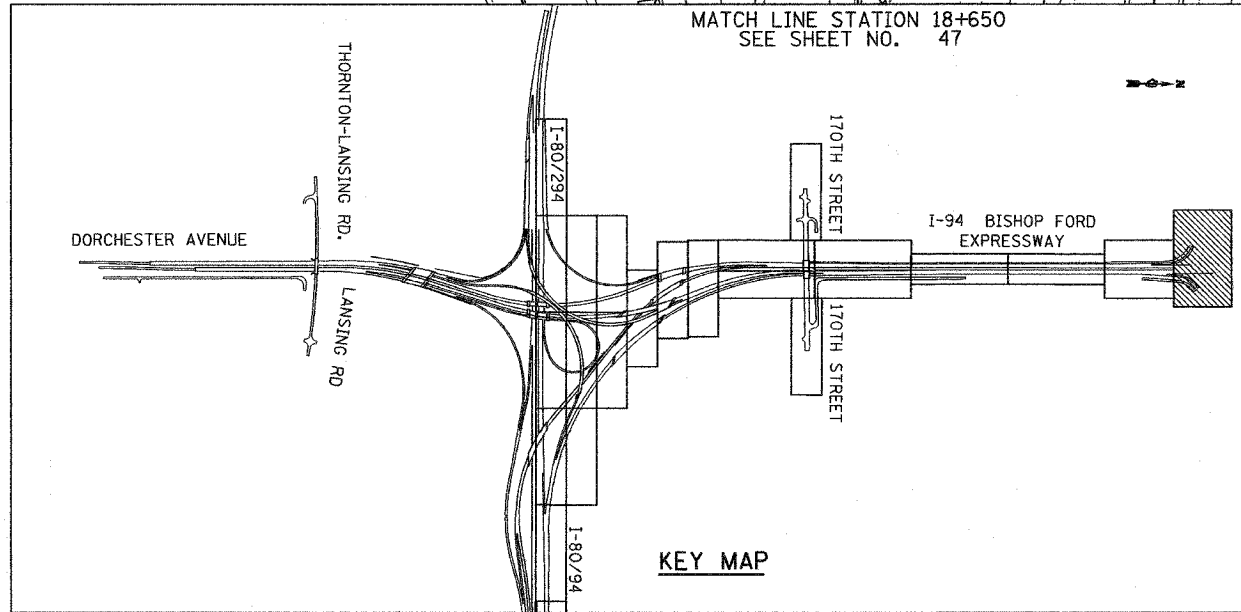 MATCH LINE STATION 18+650
SEE SHEET NO. 47
THORNTON-LANSING RD.
I-80/294
170TH STREET
DORCHESTER AVENUE
I-94 BISHOP FORD
EXPRESSWAY
LANSING RD
170TH STREET
I-80/94
KEY MAP